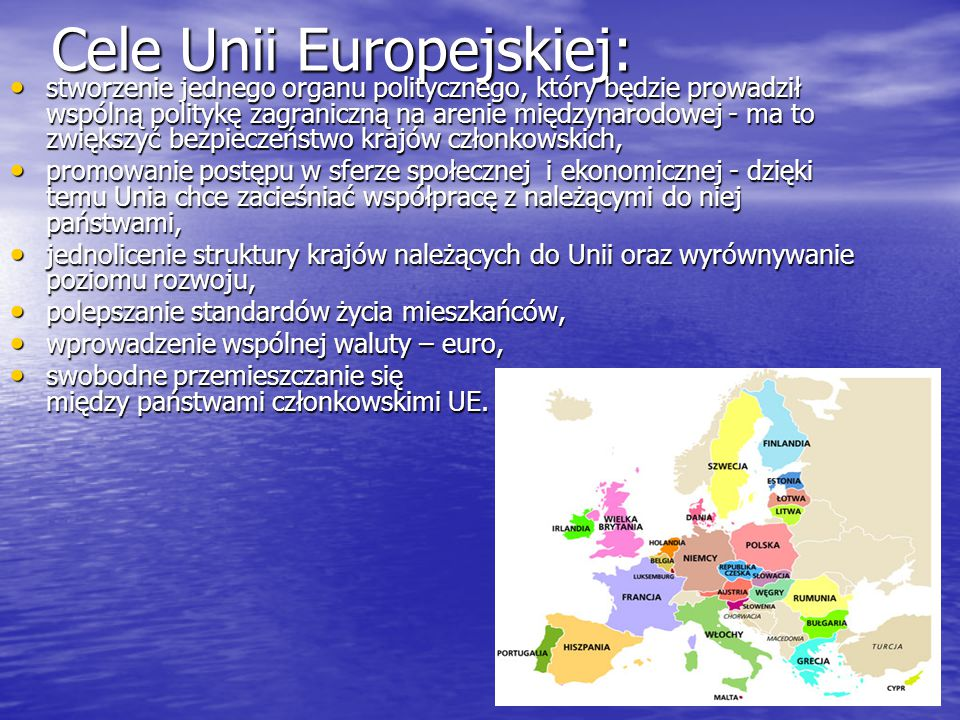 Cele Unii Europejskiej:
• stworzenie jednego organu politycznego, który będzie prowadził
wspólną politykę zagraniczną na arenie międzynarodowej - ma to
zwiększyć bezpieczeństwo krajów członkowskich,
• promowanie postępu w sferze społecznej i ekonomicznej - dzięki
temu Unia chce zacieśniać współpracę z należącymi do niej
państwami,
• jednolicenie struktury krajów należących do Unii oraz wyrównywanie
poziomu rozwoju,
• polepszanie standardów życia mieszkańców,
• wprowadzenie wspólnej waluty – euro,
• swobodne przemieszczanie się
między państwami członkowskimi UE.
FINLANDIA
SZWECJA
ESTONIA
ŁOTWA
LITWA
DANIA
WIELKA
BRYTANIA
IRLANDIA
HOLANDIA
POLSKA
NIEMCY
BELGIA
REPUBLIKA
CZESKA
SŁOWACJA
LUKSEMBURG
AUSTRIA
WĘGRY
FRANCJA
RUMUNIA
SŁOWENIA
CHORWACJA
BUŁGARIA
WŁOCHY
MACEDONIA
TURCJA
HISZPANIA
PORTUGALIA
GRECJA
CYPR
MALTA